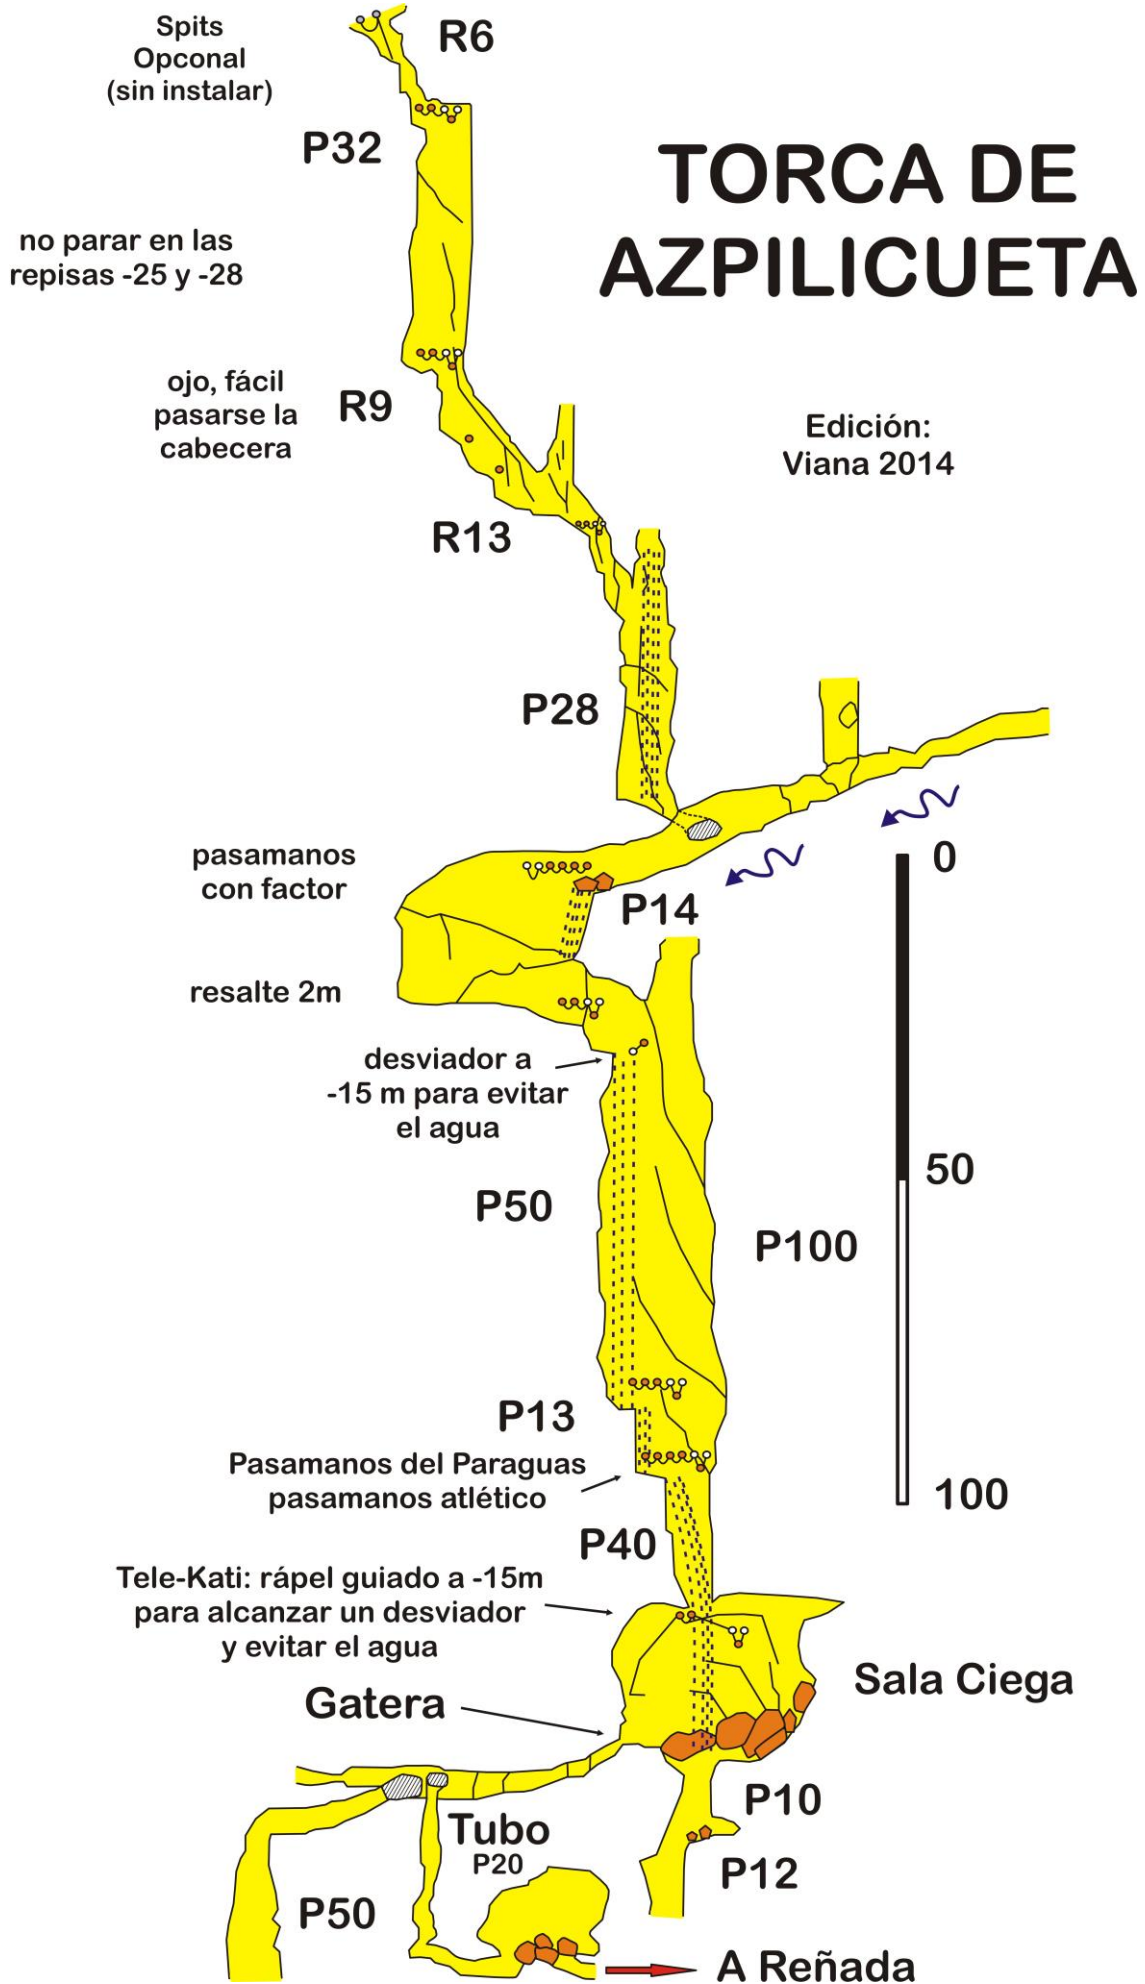 Spits
Opconal
(sin instalar)
R6
P32
TORCA DE
AZPILICUETA
no parar en las
repisas -25 y -28
ojo, fácil
pasarse la
cabecera
R9
Edición:
Viana 2014
R13
P28
pasamanos
con factor
0
P14
resalte 2m
desviador a
-15 m para evitar
el agua
50
P50
P100
P13
Pasamanos del Paraguas
pasamanos atlético
100
P40
Tele-Kati: rápel guiado a -15m
para alcanzar un desviador
y evitar el agua
Sala Ciega
Gatera
P10
Tubo
P20
P12
P50
A Reñada